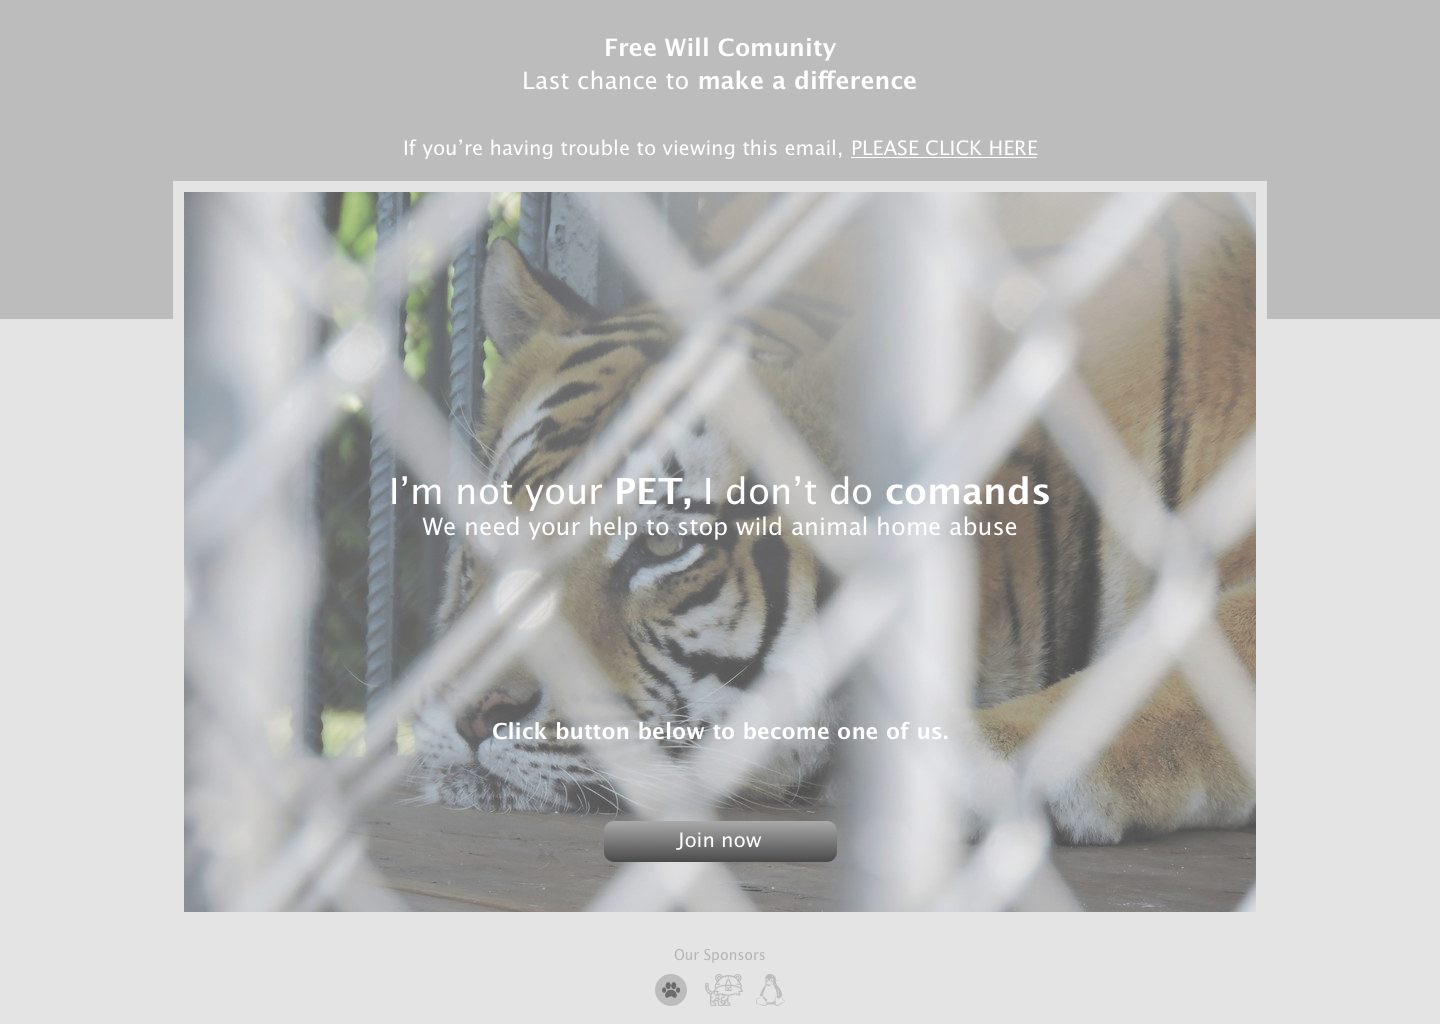 Free Will Comunity
Last chance to make a difference
If you're having trouble to viewing this email, PLEASE CLICK HERE
I'm not your PET, I don't do comands
We need your help to stop wild animal home abuse
Click button below to become one of us.
Join now
Our Sponsors